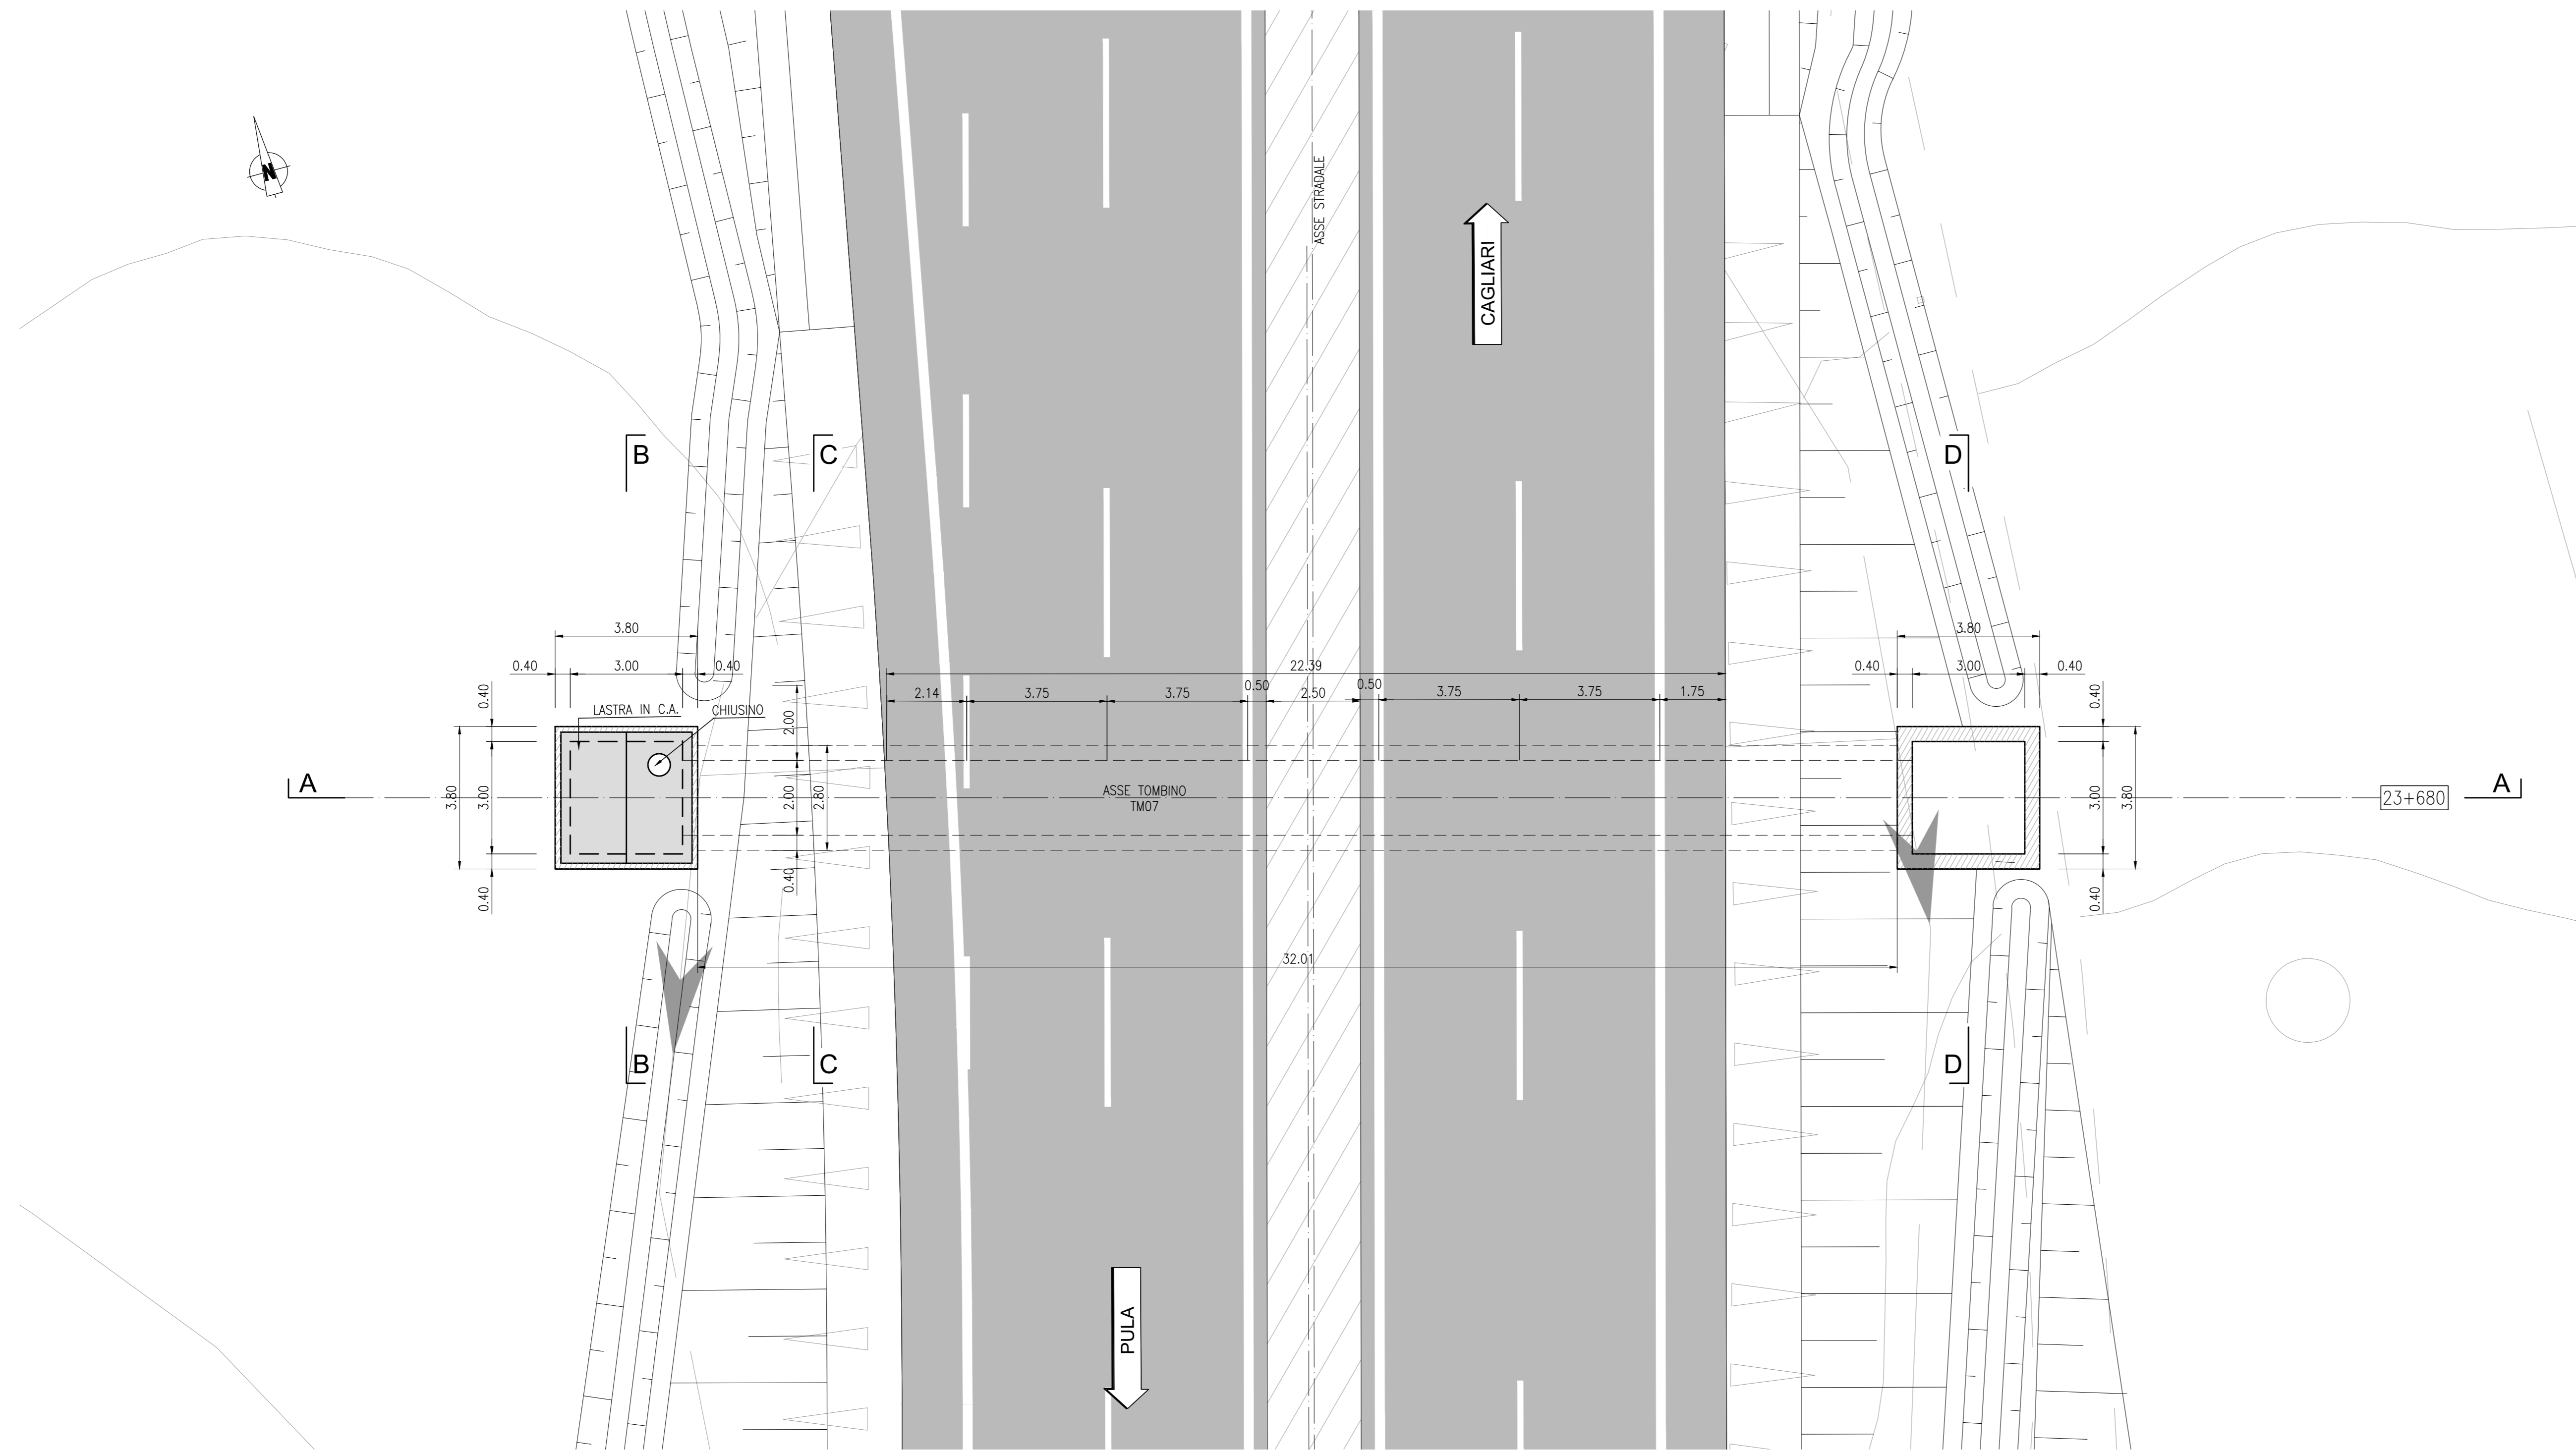 N
ASSE STRADALE
CAGLIARI
B
C
D
3.80
3.80
0.40
3.00
0.40
22.39
0.40
3.00
0.40
2.14
3.75
3.75
0.50
2.50
0.50
3.75
3.75
1.75
0.40
LASTRA IN C.A.
CHIUSINO
2.00
0.40
A
3.80
3.00
2.00
2.80
ASSE TOMBINO
TM07
3.00
3.80
23+680
A
0.40
0.40
0.40
32.01
B
C
D
PULA